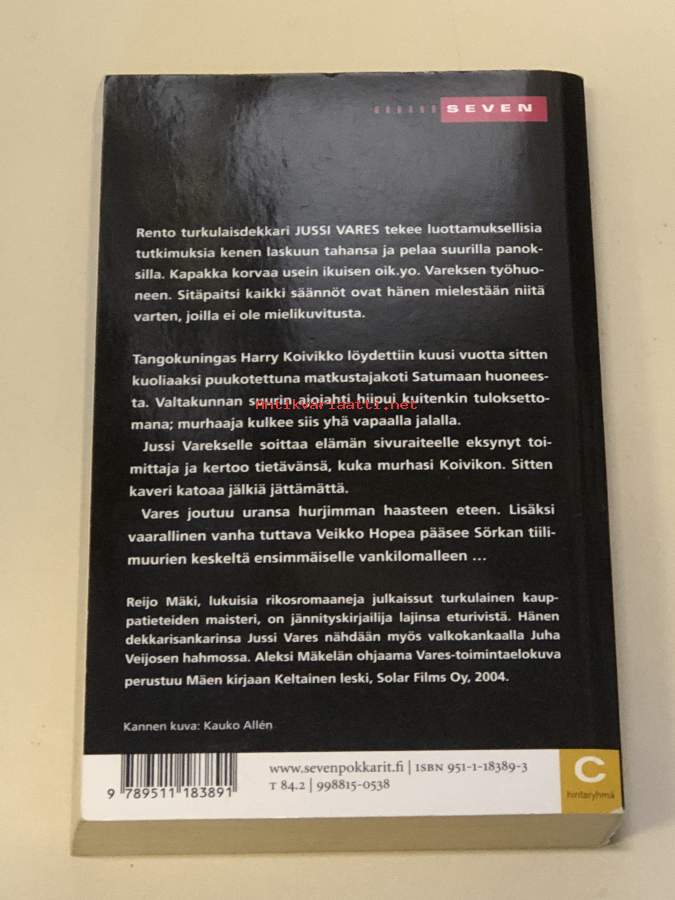 SEVEN
Rento turkulaisdekkari JUSSI VARES tekee luottamuksellisia
tutkimuksia kenen laskuun tahansa ja pelaa suurilla panok-
silla. Kapakka korvaa usein ikuisen oik.yo. Vareksen työhuo-
neen. Sitäpaitsi kaikki säännöt ovat hänen mielestään niitä
varten, joilla ei ole mielikuvitusta.
Tangokuningas Harry Koivikko löydettiin kuusi vuotta sitten
kuoliaaksi puukotettuna matkustajakoti Satumaan huonees-
ta. Valtakunnan suurin ajojahti hiipui kuitenkin tuloksetto-
Antikvariaatti.net
mana; murhaaja kulkee siis yhä vapaalla jalalla.
Jussi Varekselle soittaa elämän sivuraiteelle eksynyt toi-
mittaja ja kertoo tietävänsä, kuka murhasi Koivikon. Sitten
kaveri katoaa jälkiä jättämättä.
Vares joutuu uransa hurjimman haasteen eteen. Lisäksi
vaarallinen vanha tuttava Veikko Hopea pääsee Sörkan tiili-
muurien keskeltä ensimmäiselle vankilomalleen ...
Reijo Mäki, lukuisia rikosromaaneja julkaissut turkulainen kaup-
patieteiden maisteri, on jännityskirjailija lajinsa eturivistä. Hänen
dekkarisankarinsa Jussi Vares nähdään myös valkokankaalla Juha
Veijosen hahmossa. Aleksi Mäkelän ohjaama Vares-toimintaelokuva
perustuu Mäen kirjaan Keltainen leski, Solar Films Oy, 2004.
Kannen kuva: Kauko Allén
www.sevenpokkarit.fi | ISBN 951-1-18389-3
T 84.2 | 998815-0538
9 789511 183891
C
hintaryhmä